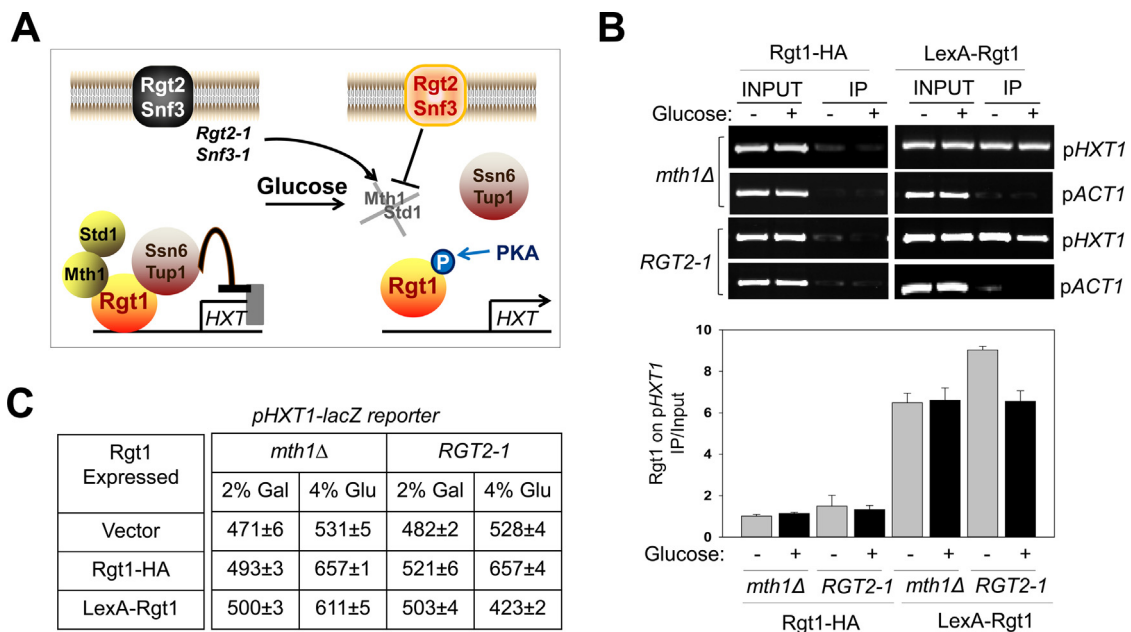 A
Rgt2
Snf3
Rgt2-1
Snf3-1
Rgt2
Snf3
Glucose
Mth1
Std1
Ssn6
Tup1
Std1
Mth1
Ssn6
Tup1
Rgt1
HXT
P
PKA
Rgt1
HXT
B
Rgt1-HA LexA-Rgt1
INPUT IP INPUT IP
Glucose: - + - + - + - +
mth1Δ
pHXT1
pACT1
RGT2-1
pHXT1
pACT1
Rgt1 on pHXT1
IP/Input
10
8
6
4
2
0
Glucose: - + - + - + - +
mth1Δ RGT2-1 mth1Δ RGT2-1
Rgt1-HA LexA-Rgt1
C
pHXT1-lacZ reporter
Rgt1
Expressed
mth1Δ RGT2-1
2% Gal 4% Glu 2% Gal 4% Glu
Vector 471±6 531±5 482±2 528±4
Rgt1-HA 493±3 657±1 521±6 657±4
LexA-Rgt1 500±3 611±5 503±4 423±2